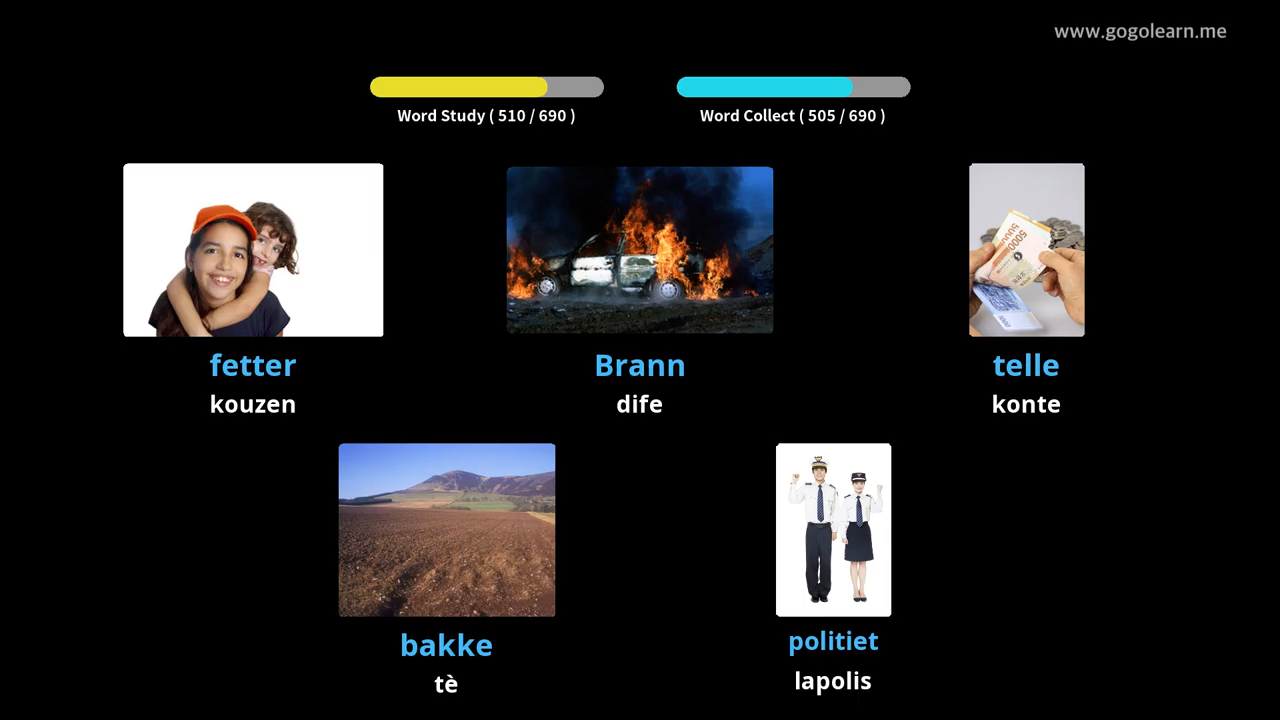 www.gogolearn.me
Word Study ( 510 / 690 )
Word Collect ( 505 / 690 )
fetter
kouzen
Brann
dife
telle
konte
bakke
tè
politiet
lapolis